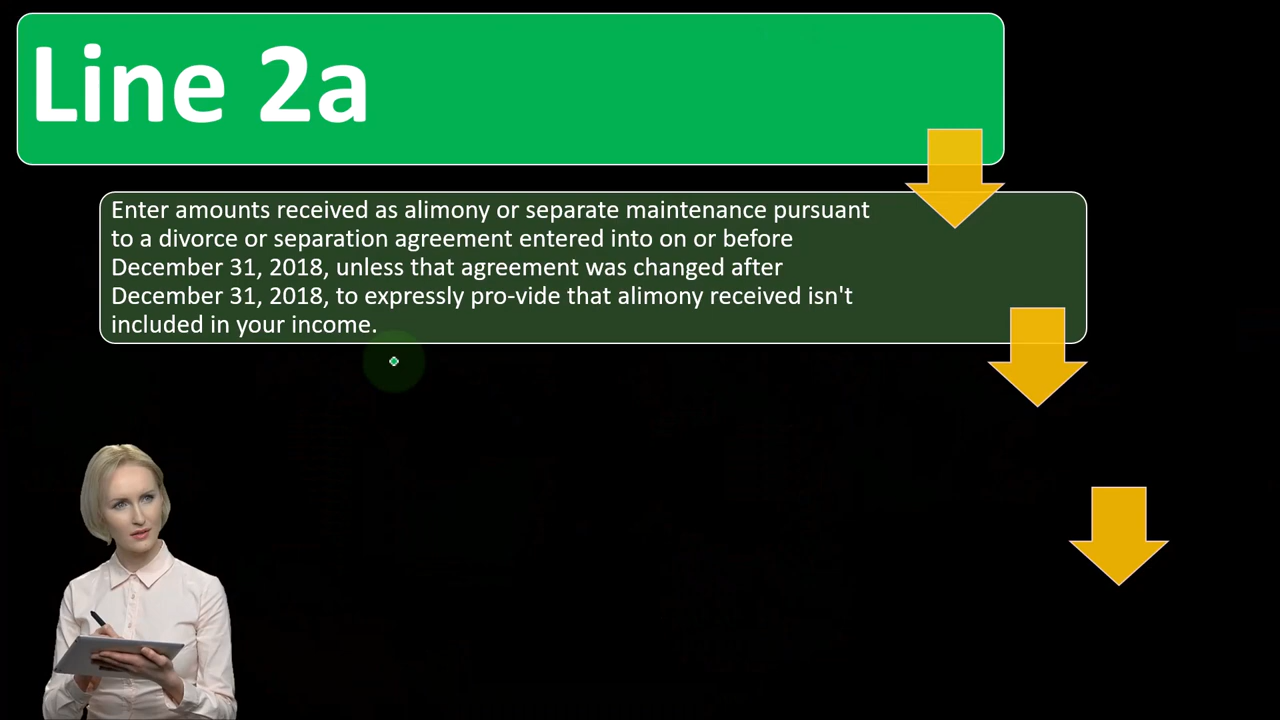 Line 2a
Enter amounts received as alimony or separate maintenance pursuant
to a divorce or separation agreement entered into on or before
December 31, 2018, unless that agreement was changed after
December 31, 2018, to expressly pro-vide that alimony received isn't
included in your income.